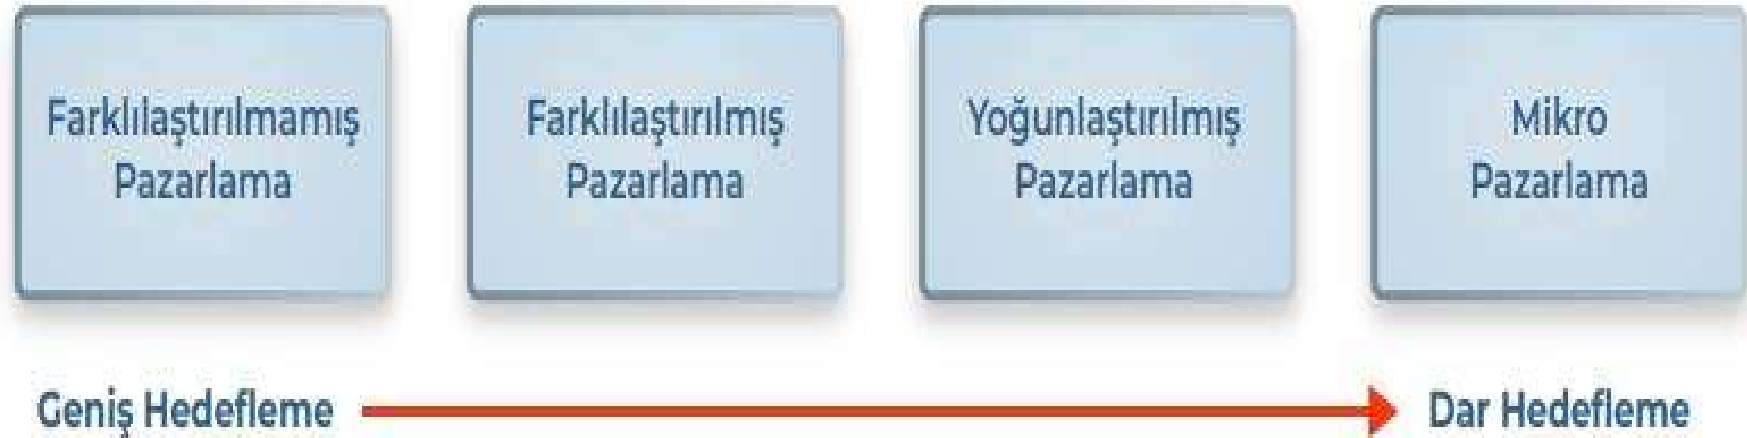 Farklılaştırılmamış
Pazarlama
Farklılaştırılmış
Pazarlama
Yoğunlaştırılmış
Pazarlama
Mikro
Pazarlama
Geniş Hedefleme
Dar Hedefleme